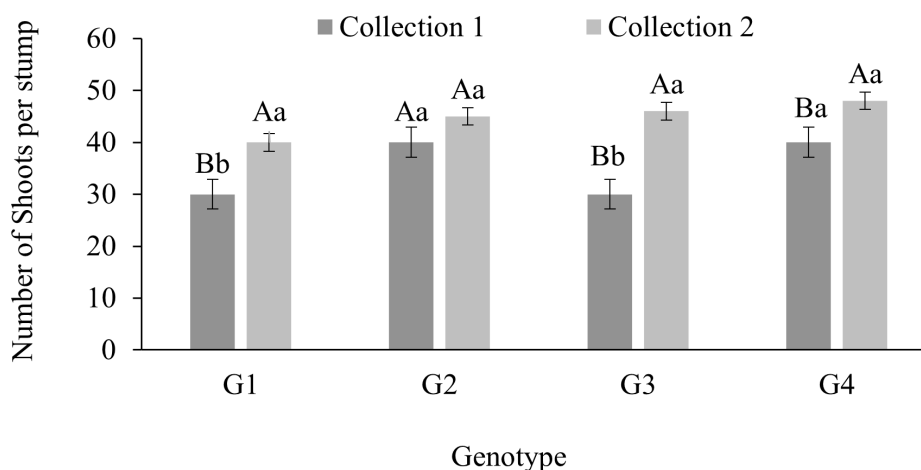 Collection 1 Collection 2
Number of Shoots per stump
60
50
40
30
20
10
0
Bb Aa Aa Aa Bb Aa Ba Aa
G1 G2 G3 G4
Genotype